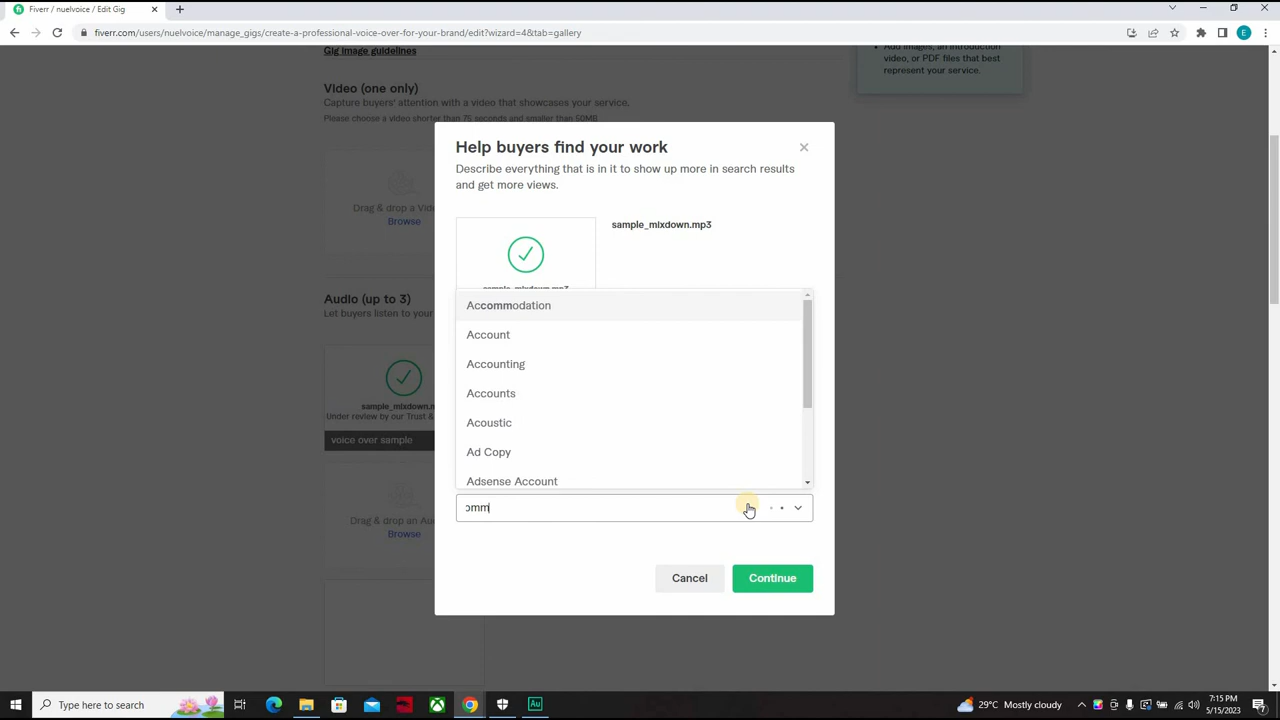 Fiverr / nuelvoice / Edit Gig
fiverr.com/users/nuelvoice/manage_gigs/create-a-professional-voice-over-for-your-brand/edit?wizard=4&tab=gallery
E
Gig image guidelines
Add images, an introduction
video, or PDF files that best
represent your service.
Video (one only)
Capture buyers' attention with a video that showcases your service.
Please choose a video shorter than 75 seconds and smaller than 50MB
Drag & drop a Vide
Browse
Help buyers find your work
Describe everything that is in it to show up more in search results
and get more views.
sample_mixdown.mp3
sample_mixdown.mp3
Audio (up to 3)
Let buyers listen to your
sample_mixdown.m
Under review by our Trust &
voice over sample
Drag & drop an Au
Browse
Accommodation
Account
Accounting
Accounts
Acoustic
Ad Copy
Adsense Account
omm
Cancel
Continue
Type here to search
Au
29°C Mostly cloudy
7:15 PM
5/15/2023
7